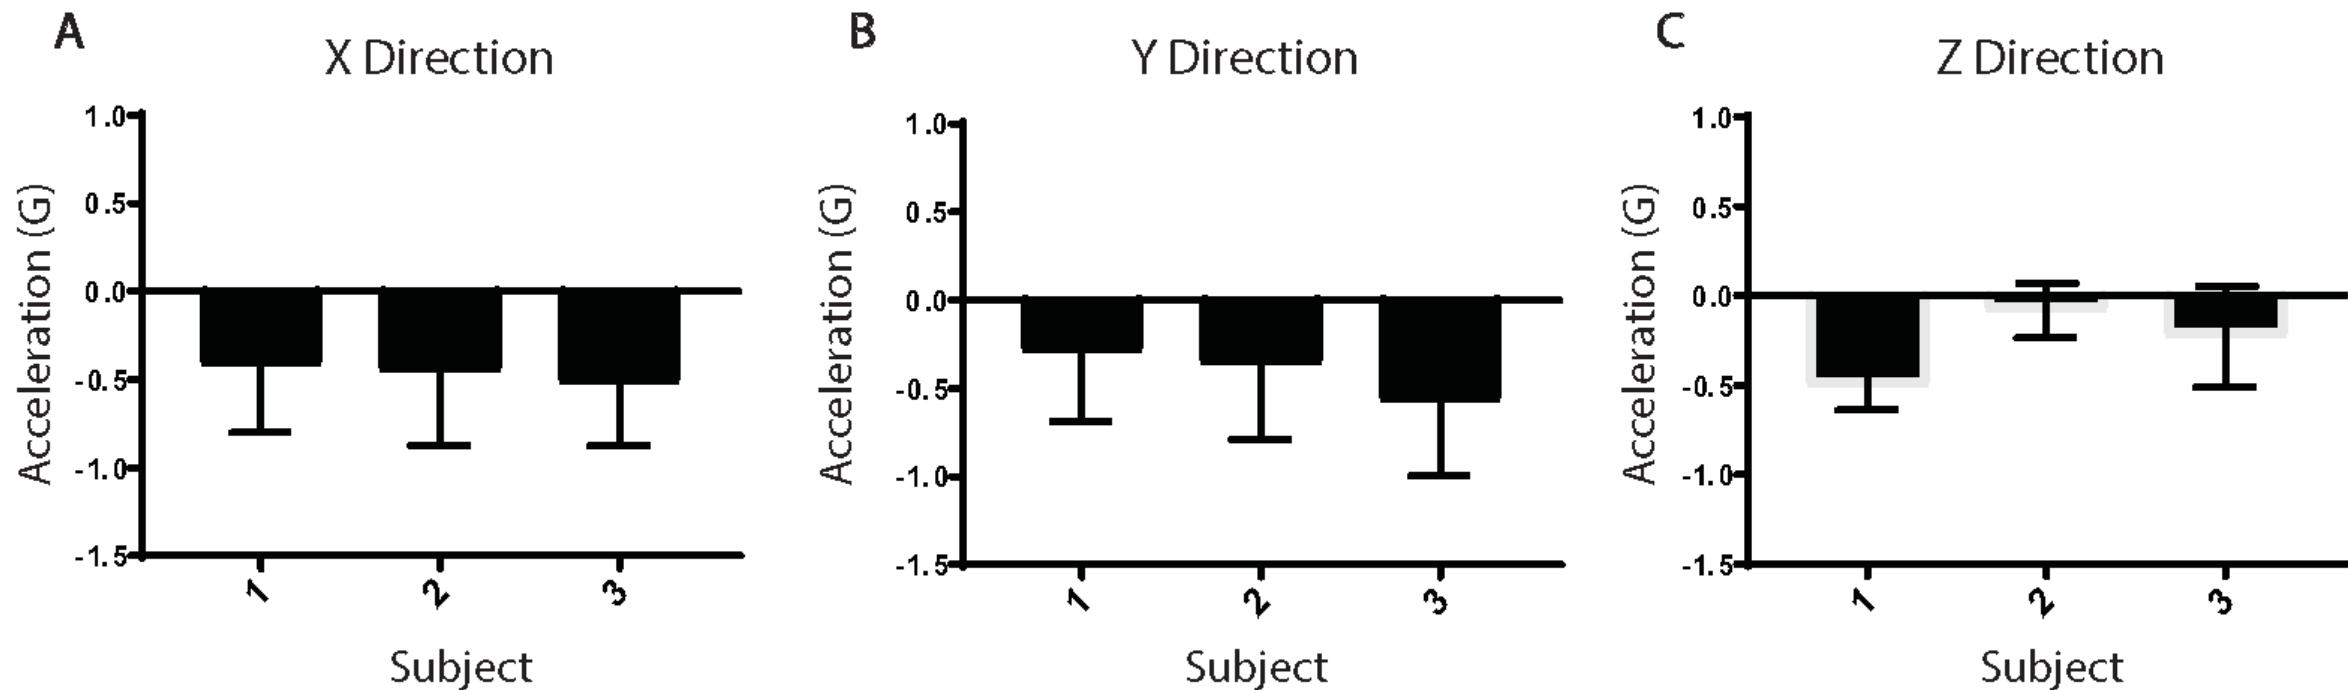 A
X Direction
1.0
0.5
0.0
-0.5
-1.0
-1.5
Acceleration (G)
1
2
3
Subject
B
Y Direction
1.0
0.5
0.0
-0.5
-1.0
-1.5
Acceleration (G)
1
2
3
Subject
C
Z Direction
1.0
0.5
0.0
-0.5
-1.0
-1.5
Acceleration (G)
1
2
3
Subject